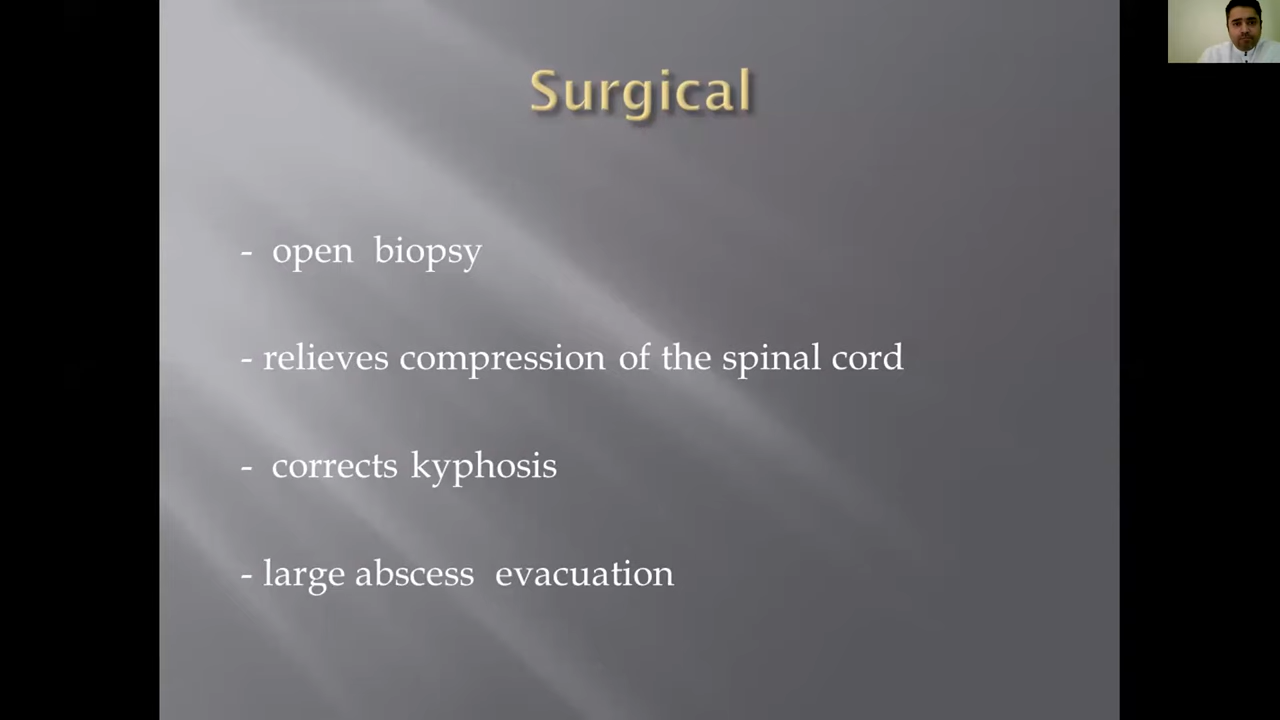 Surgical
- open biopsy
- relieves compression of the spinal cord
- corrects kyphosis
- large abscess evacuation